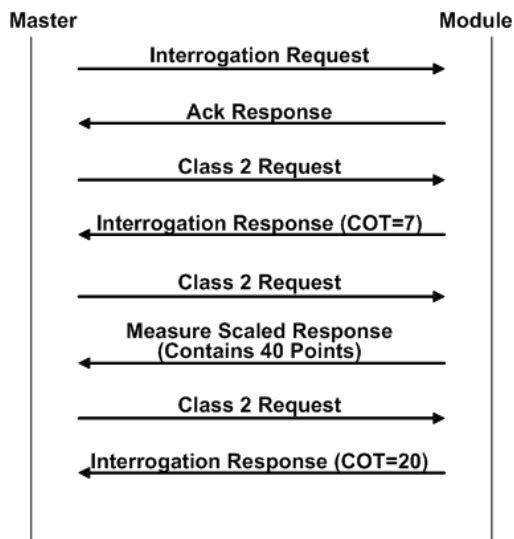 Master
Module
Interrogation Request
Ack Response
Class 2 Request
Interrogation Response (COT=7)
Class 2 Request
Measure Scaled Response
(Contains 40 Points)
Class 2 Request
Interrogation Response (COT=20)